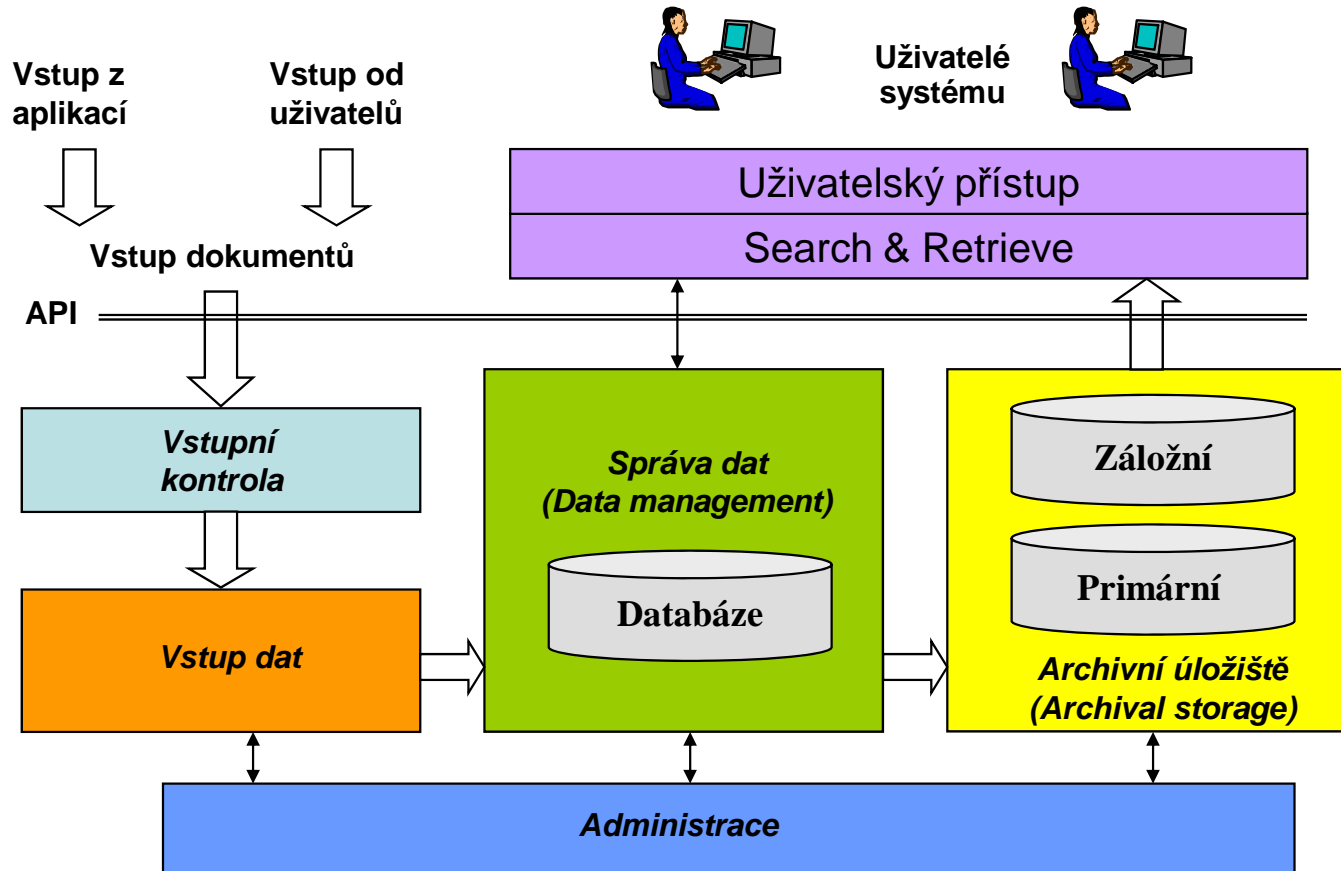 Vstup z
aplikací
Vstup od
uživatelů
Uživatelé
systému
Uživatelský přístup
Search & Retrieve
Vstup dokumentů
API
Vstupní
kontrola
Správa dat
(Data management)
Databáze
Záložní
Primární
Vstup dat
Archivní úložiště
(Archival storage)
Administrace